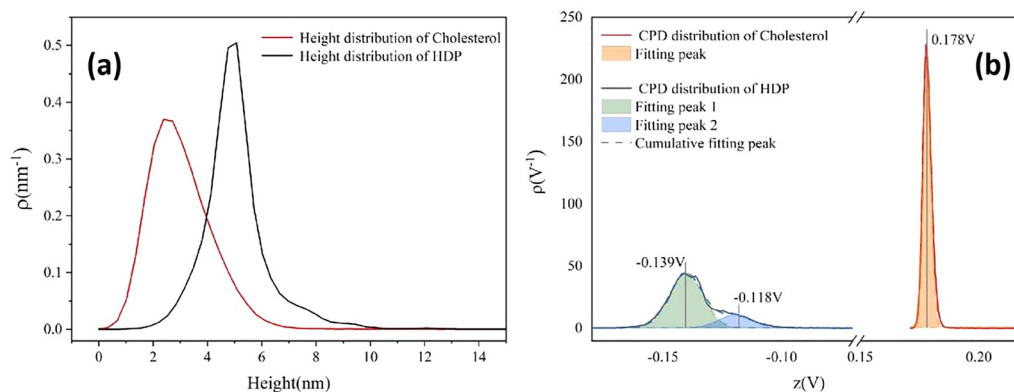 (a)
Height distribution of Cholesterol
Height distribution of HDP
ρ(nm⁻¹)
0.5
0.4
0.3
0.2
0.1
0.0
0 2 4 6 8 10 12 14
Height(nm)
(b)
CPD distribution of Cholesterol
Fitting peak
CPD distribution of HDP
Fitting peak 1
Fitting peak 2
Cumulative fitting peak
0.178V
-0.139V
-0.118V
ρ(V⁻¹)
250
200
150
100
50
0
-0.15 -0.10 0.15 0.20
z(V)